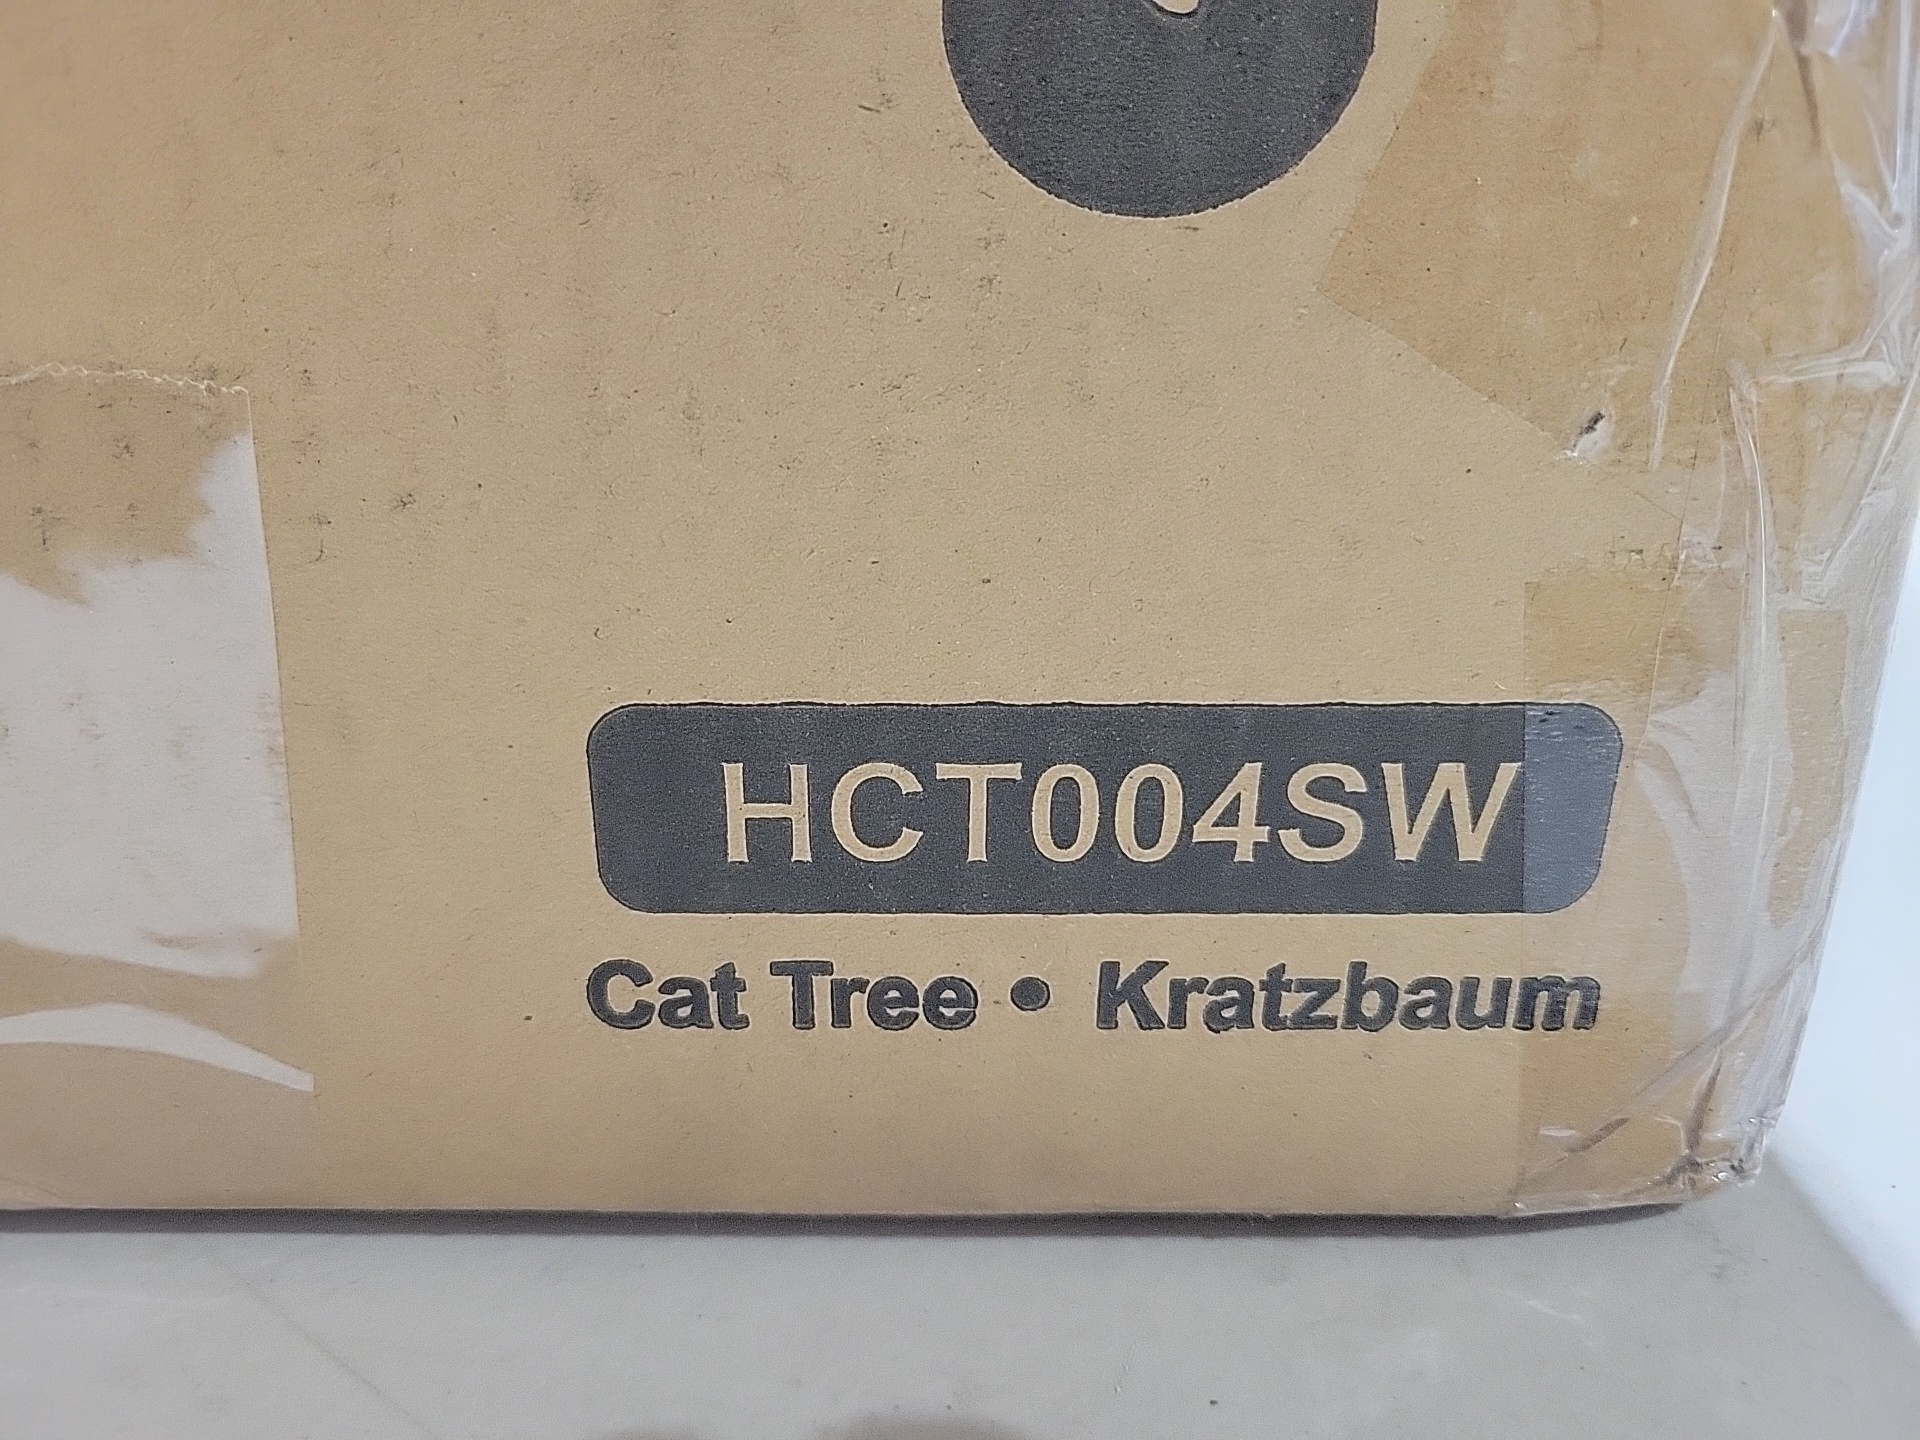 HCT004SW
Cat Tree • Kratzbaum